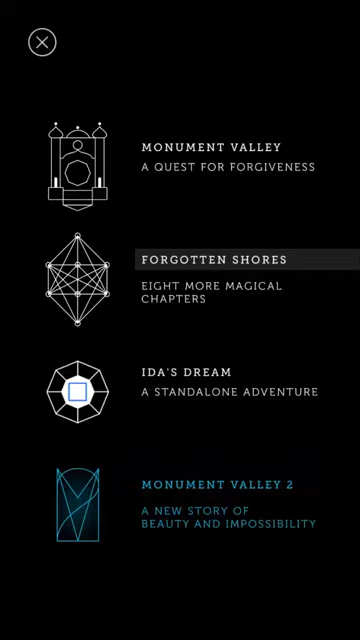 MONUMENT VALLEY
A QUEST FOR FORGIVENESS
FORGOTTEN SHORES
EIGHT MORE MAGICAL
CHAPTERS
IDA'S DREAM
A STANDALONE ADVENTURE
MONUMENT VALLEY 2
A NEW STORY OF
BEAUTY AND IMPOSSIBILITY